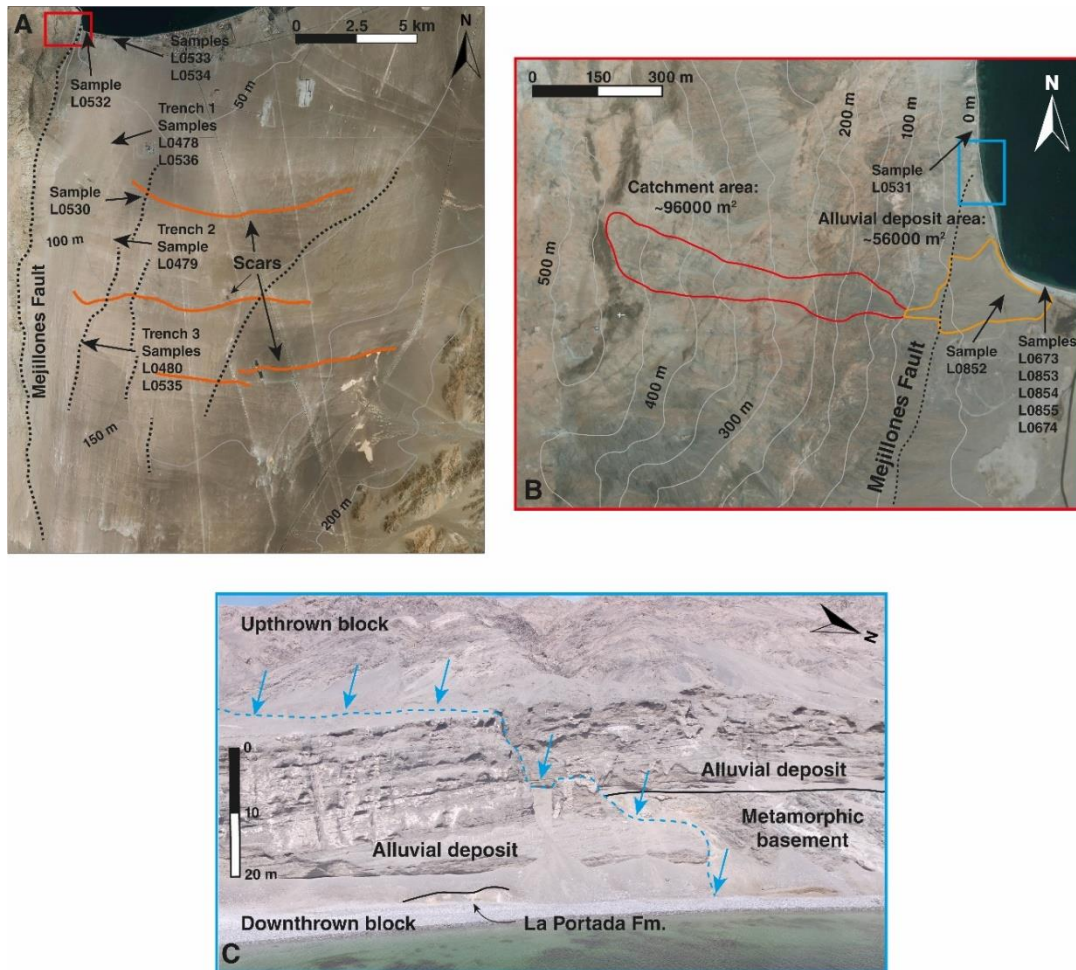 A
N
0 2.5 5 km
Samples
L0533
L0534
Sample
L0532
50 m
Trench 1
Samples
L0478
L0536
Sample
L0530
100 m
Trench 2
Sample
L0479
Scars
Mejillones Fault
Trench 3
Samples
L0480
L0535
150 m
200 m
0 150 300 m
N
200 m
100 m
0 m
Sample
L0531
Catchment area:
~96000 m²
Alluvial deposit area:
~56000 m²
500 m
Sample
L0852
Samples
L0673
L0853
L0854
L0855
L0674
400 m
300 m
Mejillones Fault
B
Upthrown block
N
0
10
20 m
Alluvial deposit
Metamorphic
basement
Alluvial deposit
Downthrown block
La Portada Fm.
C